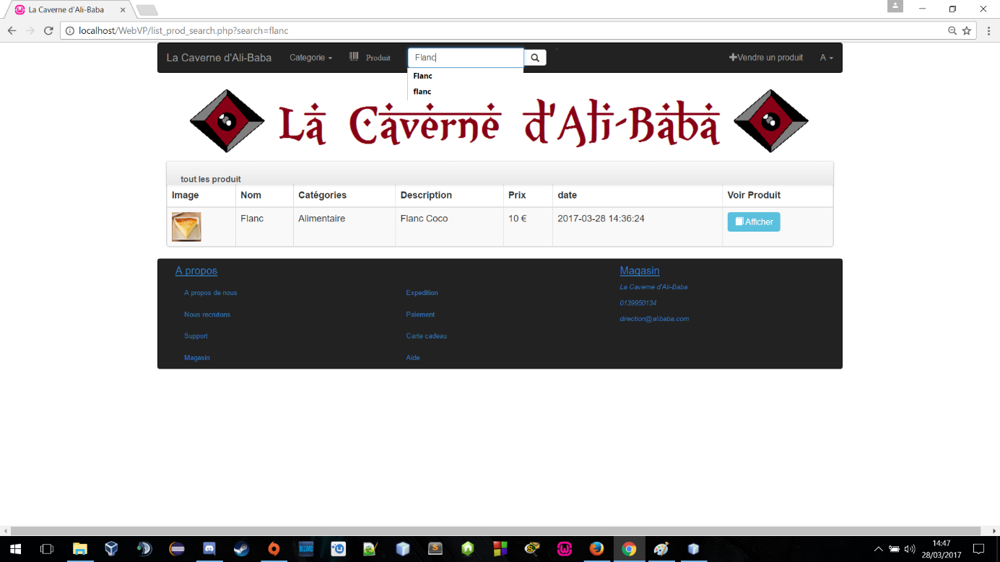 La Caverne d'Ali-Baba
localhost/WebVP/list_prod_search.php?search=flanc
La Caverne d'Ali-Baba Categorie Produit Flanc Vendre un produit A
Flanc
flanc
La Caverne d'Ali-Baba
tout les produit
Image Nom Catégories Description Prix date Voir Produit
Flanc Alimentaire Flanc Coco 10 € 2017-03-28 14:36:24 Afficher
A propos Magasin
A propos de nous Expedition La Caverne d'Ali-Baba
0139950134
Nous recrutons Paiement direction@alibaba.com
Support Carte cadeau
Magasin Aide
14:47
28/03/2017